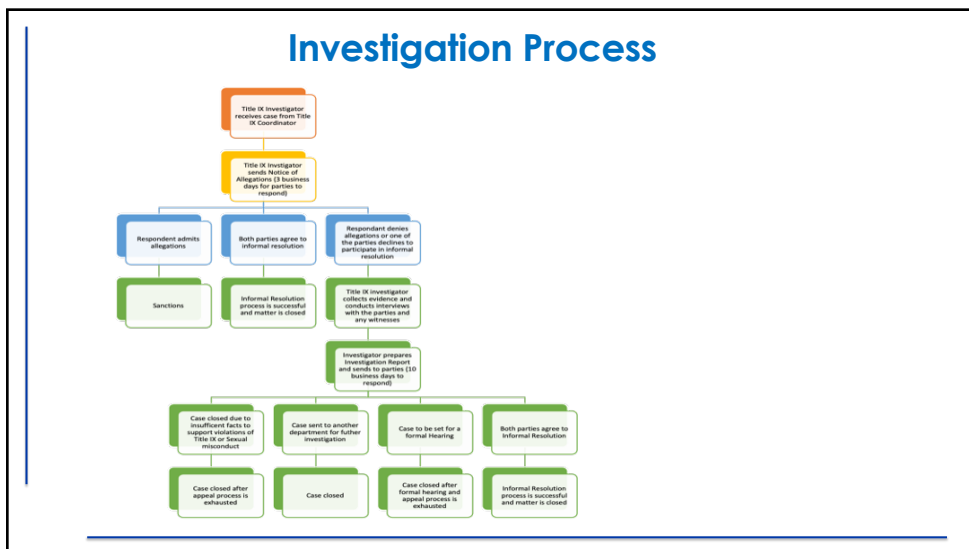 Investigation Process
Title IX Investigator
receives case from Title
IX Coordinator
Title IX Invstigator
sends Notice of
Allegations (3 business
days for parties to
respond)
Respondent admits
allegations
Both parties agree to
informal resolution
Respondant denies
allegations or one of
the parties declines to
participate in informal
resolution
Sanctions
Informal Resolution
process is successful
and matter is closed
Title IX investigator
collects evidence and
conducts interviews
with the parties and
any witnesses
Investigator prepares
Investigation Report
and sends to parties (10
business days to
respond)
Case closed due to
insufficent facts to
support violations of
Title IX or Sexual
misconduct
Case sent to another
department for futher
investigation
Case to be set for a
formal Hearing
Both parties agree to
Informal Resolution
Case closed after
appeal process is
exhausted
Case closed
Case closed after
formal hearing and
appeal process is
exhausted
Informal Resolution
process is successful
and matter is closed